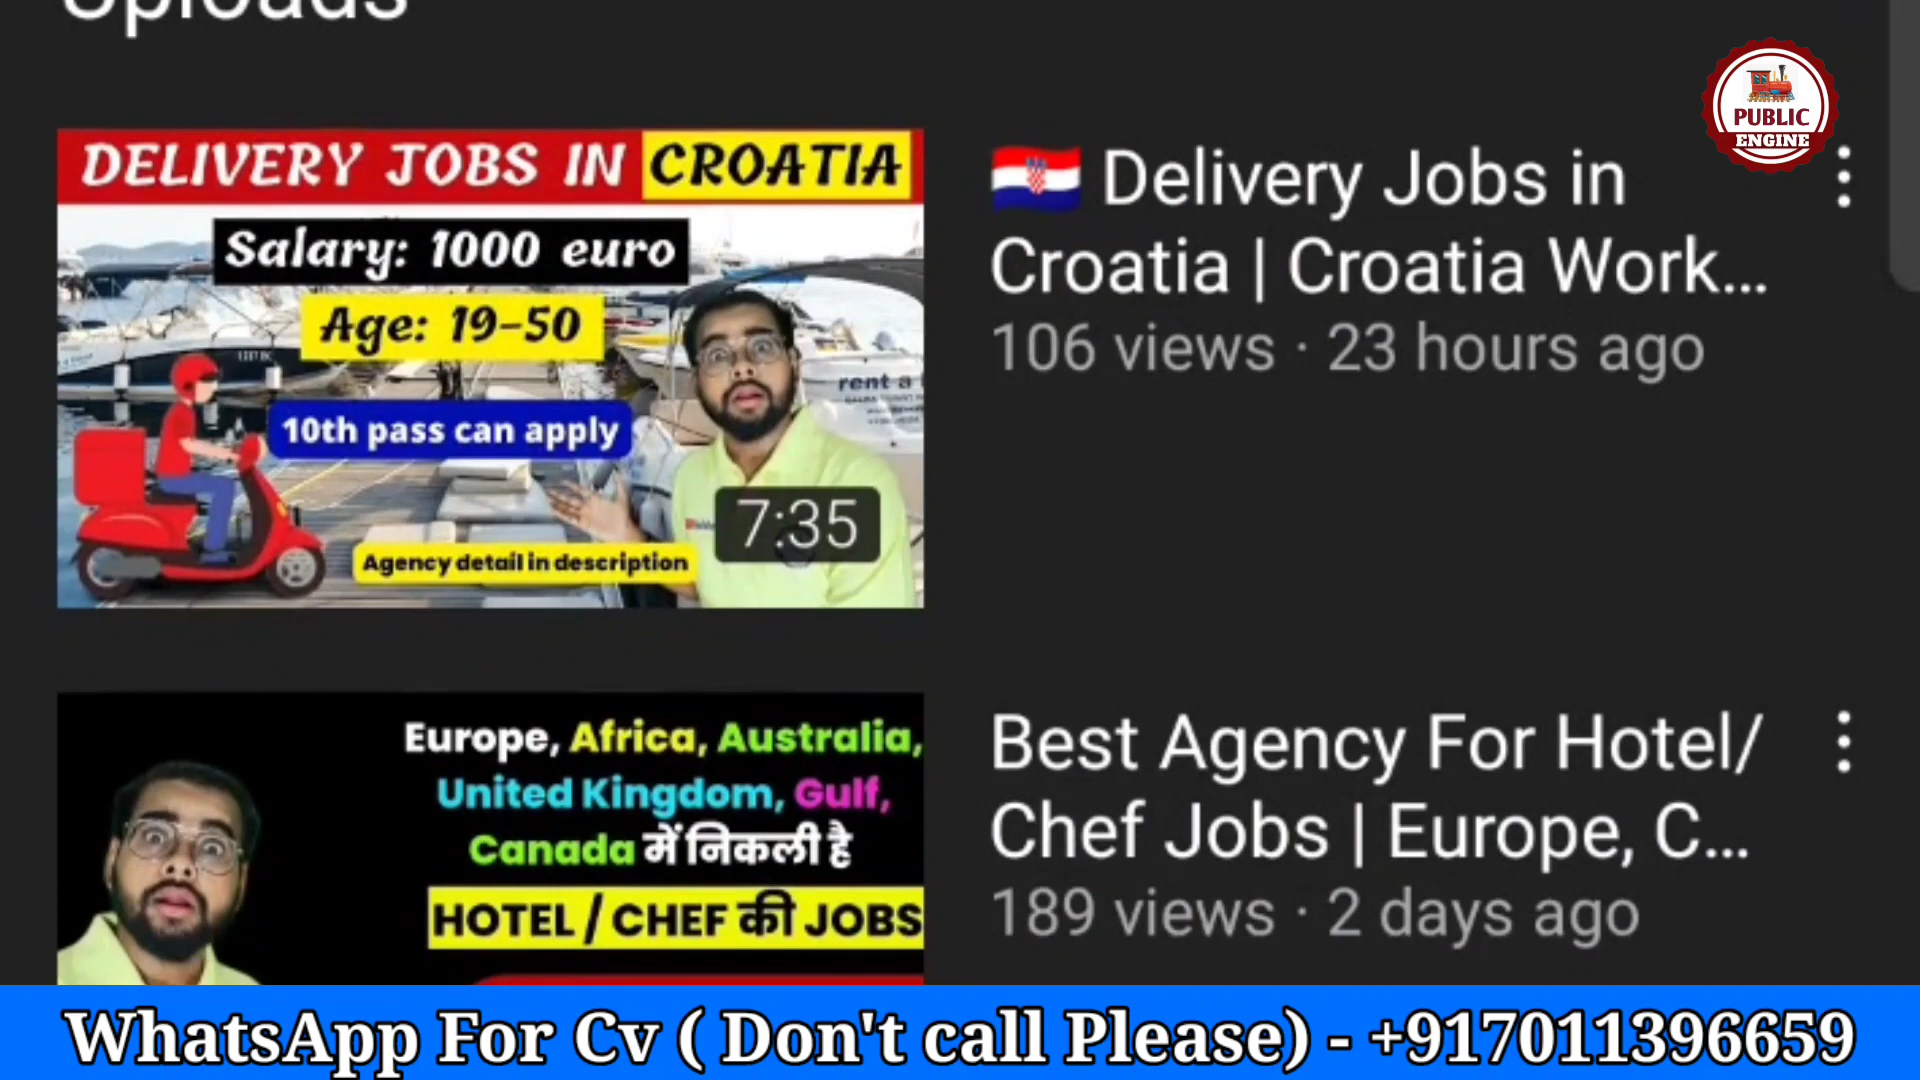 Uploads
PUBLIC
ENGINE
DELIVERY JOBS IN CROATIA
Salary: 1000 euro
Age: 19-50
10th pass can apply
rent a
7:35
Agency detail in description
Delivery Jobs in
Croatia | Croatia Work...
106 views · 23 hours ago
Europe, Africa, Australia,
United Kingdom, Gulf,
Canada में निकली है
HOTEL / CHEF की JOBS
Best Agency For Hotel/
Chef Jobs | Europe, C...
189 views · 2 days ago
WhatsApp For Cv ( Don't call Please) - +917011396659